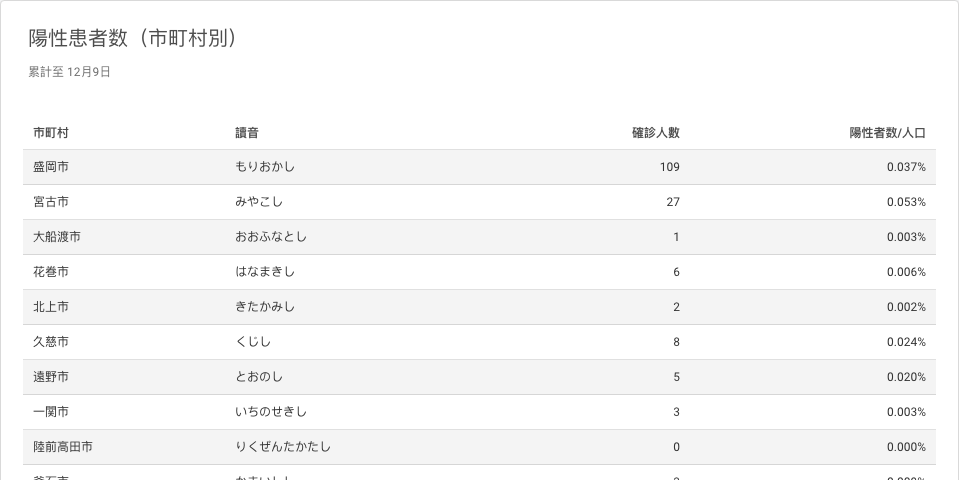 陽性患者数（市町村別）
累計至 12月9日
市町村 讀音 確診人數 陽性者数/人口
盛岡市 もりおかし 109 0.037%
宮古市 みやこし 27 0.053%
大船渡市 おおふなとし 1 0.003%
花巻市 はなまきし 6 0.006%
北上市 きたかみし 2 0.002%
久慈市 くじし 8 0.024%
遠野市 とおのし 5 0.020%
一関市 いちのせきし 3 0.003%
陸前高田市 りくぜんたかたし 0 0.000%